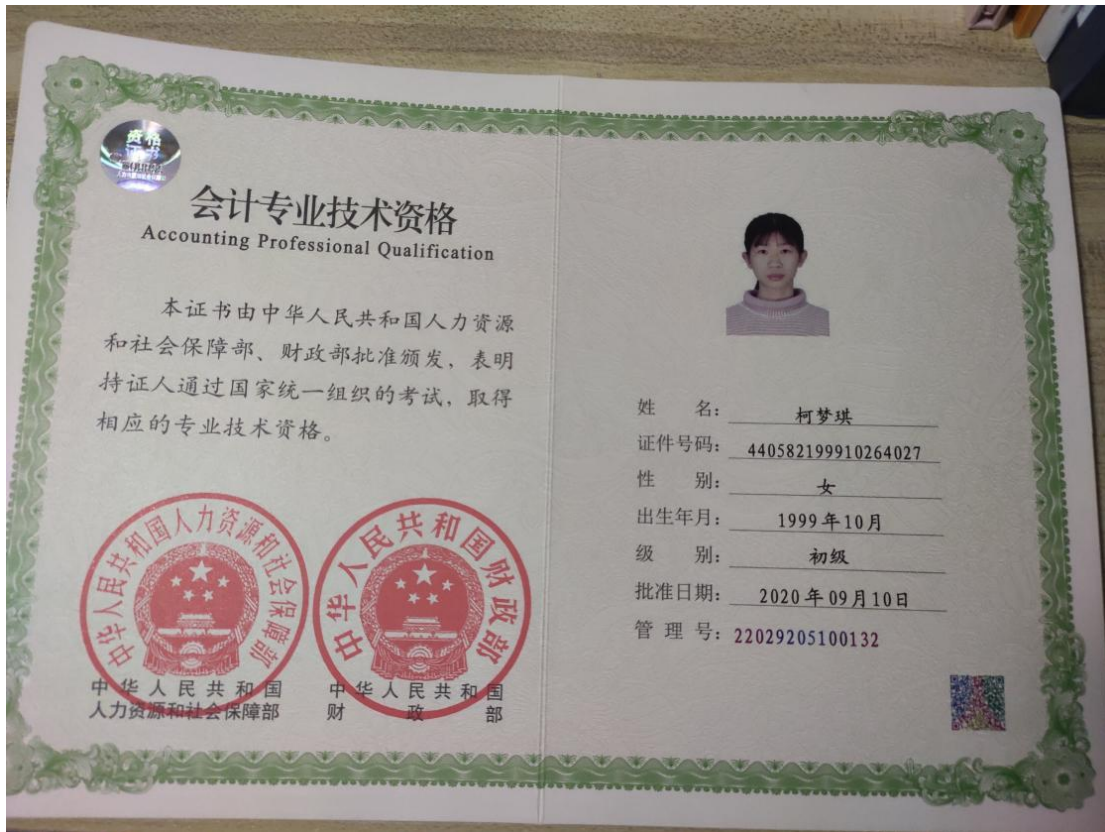 资格
证书
会计专业技术资格
Accounting Professional Qualification
本证书由中华人民共和国人力资源
和社会保障部、财政部批准颁发，表明
持证人通过国家统一组织的考试，取得
相应的专业技术资格。
中华人民共和国人力资源和社会保障部
中华人民共和国财政部
中华人民共和国
人力资源和社会保障部
中华人民共和国
财政部
姓名：柯梦琪
证件号码：440582199910264027
性别：女
出生年月：1999年10月
级别：初级
批准日期：2020年09月10日
管理号：22029205100132